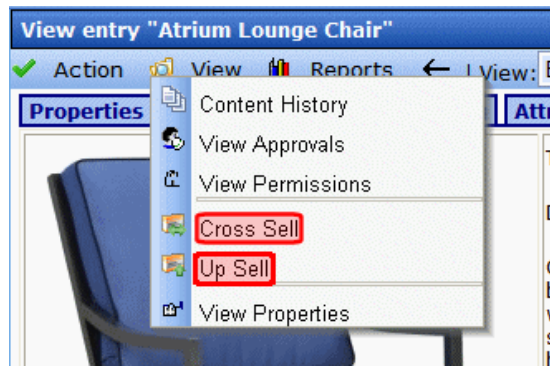 View entry "Atrium Lounge Chair"
Action View Reports View:
Properties
Content History
View Approvals
View Permissions
Cross Sell
Up Sell
View Properties